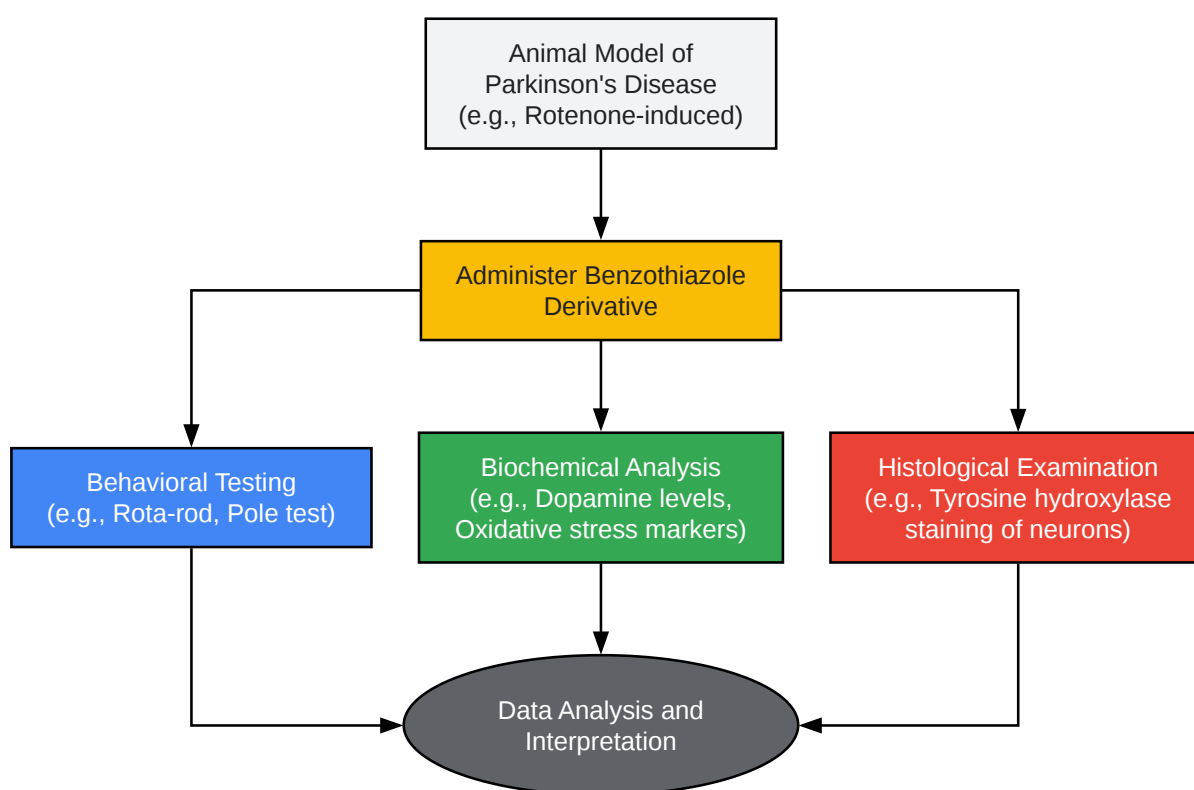 Animal Model of
Parkinson's Disease
(e.g., Rotenone-induced)
Administer Benzothiazole
Derivative
Behavioral Testing
(e.g., Rota-rod, Pole test)
Biochemical Analysis
(e.g., Dopamine levels,
Oxidative stress markers)
Histological Examination
(e.g., Tyrosine hydroxylase
staining of neurons)
Data Analysis and
Interpretation